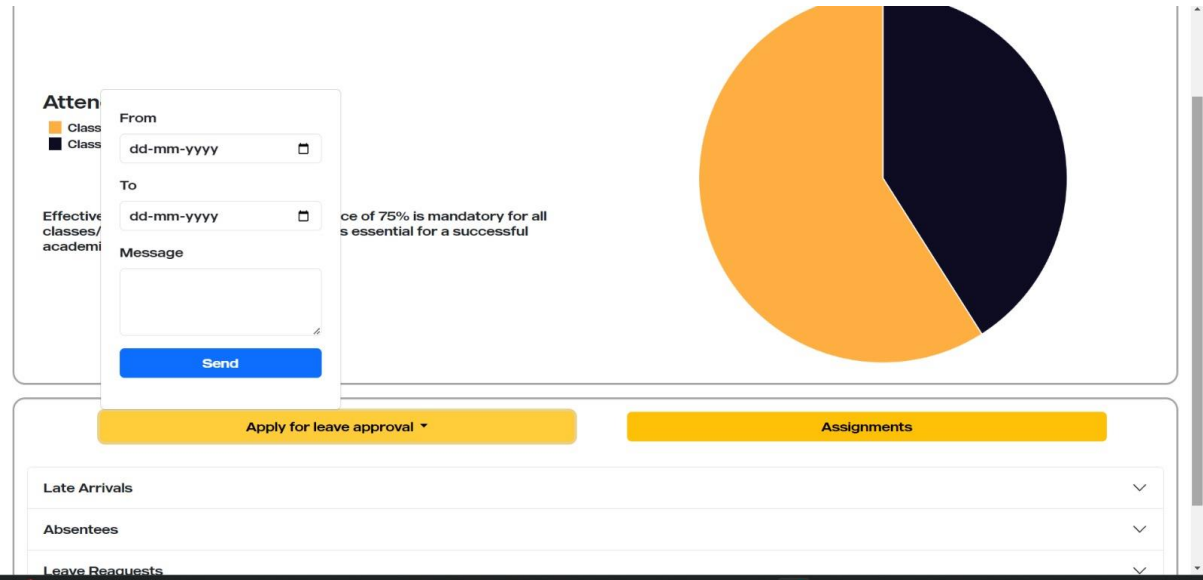 Atten
Class
Class
Effective
classes/
academi
From
dd-mm-yyyy
To
dd-mm-yyyy
Message
Send
ce of 75% is mandatory for all
s essential for a successful
Apply for leave approval
Assignments
Late Arrivals
Absentees
Leave Reaquests